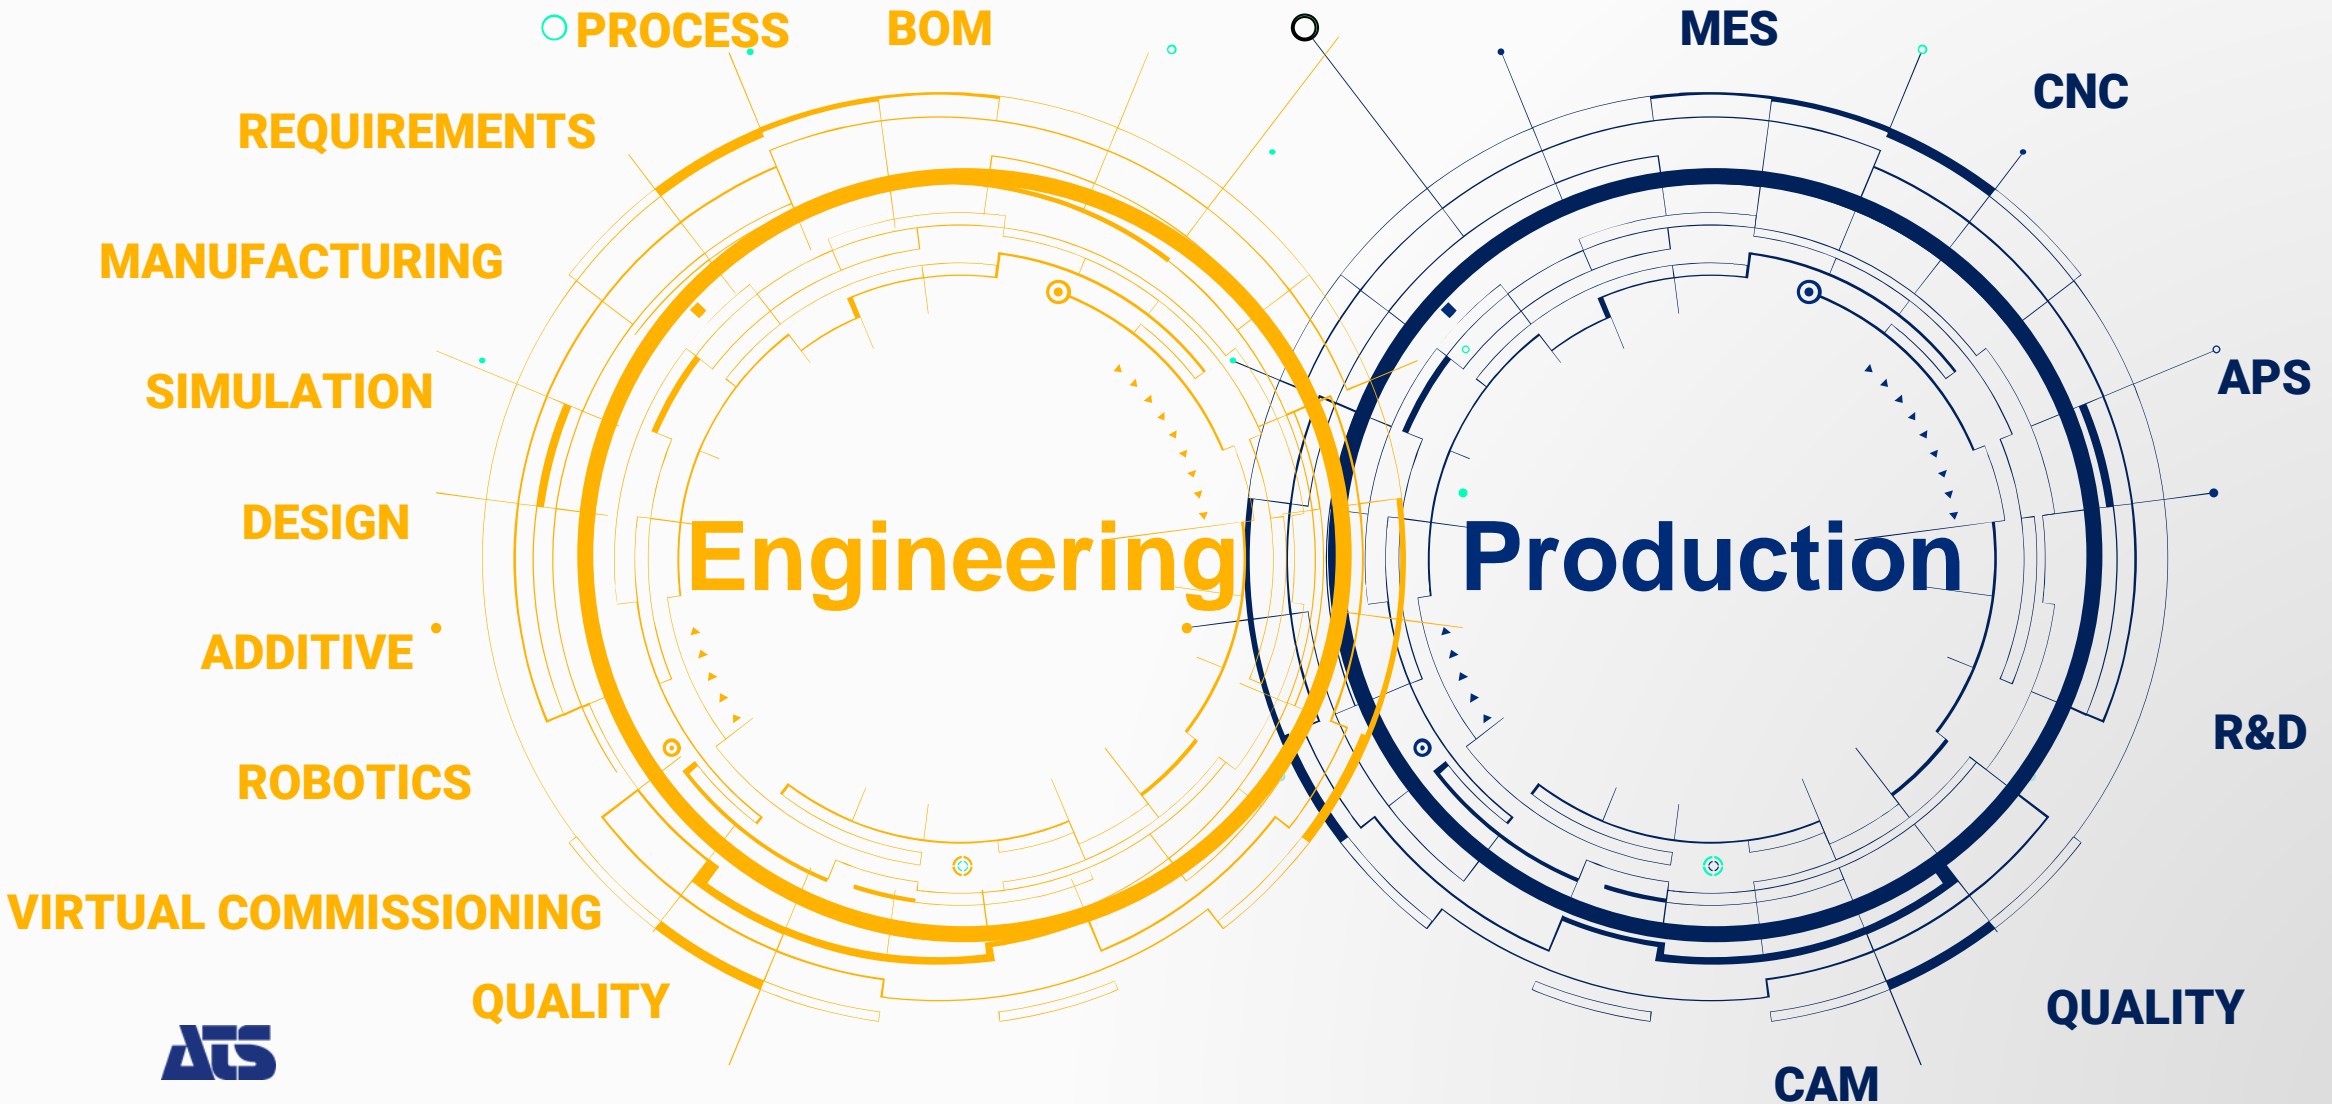 PROCESS
BOM
MES
CNC
REQUIREMENTS
MANUFACTURING
SIMULATION
APS
DESIGN
Engineering
Production
ADDITIVE
R&D
ROBOTICS
VIRTUAL COMMISSIONING
QUALITY
QUALITY
ATS
CAM